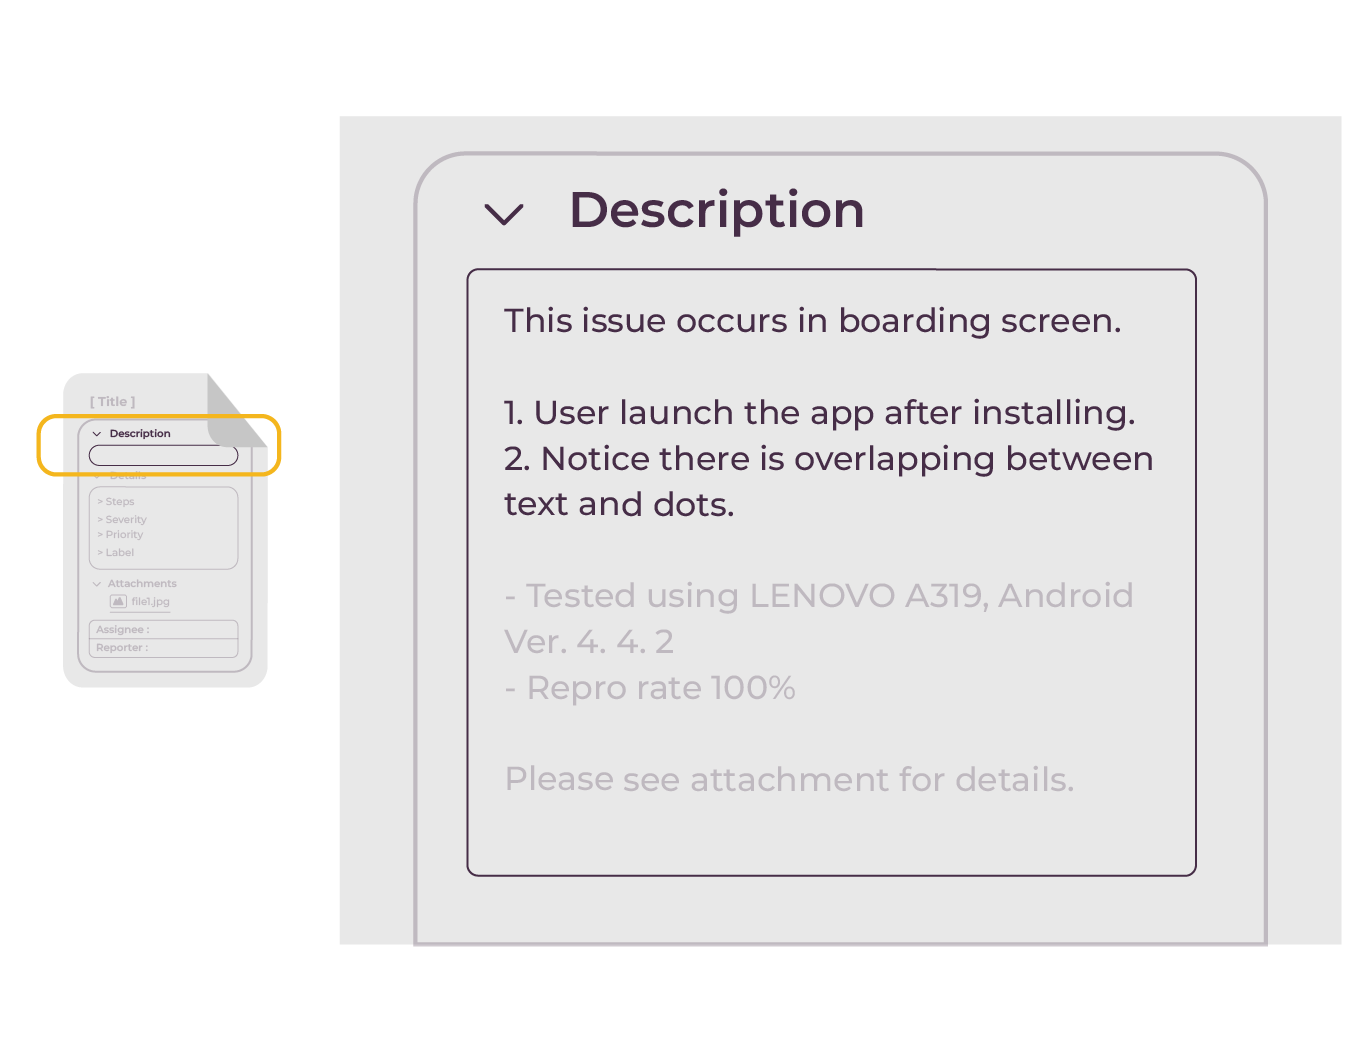 [ Title ]
Description
Details
> Steps
> Severity
> Priority
> Label
Attachments
file1.jpg
Assignee :
Reporter :
Description
This issue occurs in boarding screen.
1. User launch the app after installing.
2. Notice there is overlapping between
text and dots.
- Tested using LENOVO A319, Android
Ver. 4. 4. 2
- Repro rate 100%
Please see attachment for details.